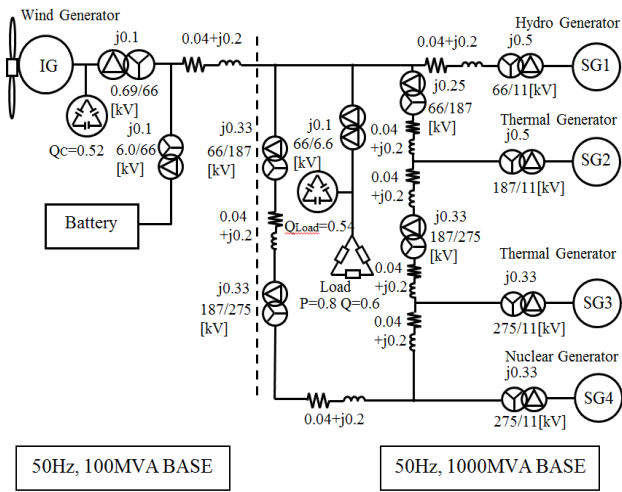 Wind Generator
IG
j0.1
0.69/66
[kV]
Qc=0.52
j0.1
6.0/66
[kV]
Battery
0.04+j0.2
j0.33
66/187
[kV]
0.04
+j0.2
j0.33
187/275
[kV]
0.04+j0.2
j0.1
66/6.6
[kV]
QLoad=0.54
Load
P=0.8 Q=0.6
j0.25
66/187
[kV]
0.04
+j0.2
0.04
+j0.2
j0.33
187/275
[kV]
0.04
+j0.2
0.04
+j0.2
Hydro Generator
0.04+j0.2
j0.5
66/11[kV]
SG1
Thermal Generator
j0.5
187/11[kV]
SG2
Thermal Generator
j0.33
275/11[kV]
SG3
Nuclear Generator
j0.33
275/11[kV]
SG4
50Hz, 100MVA BASE
50Hz, 1000MVA BASE